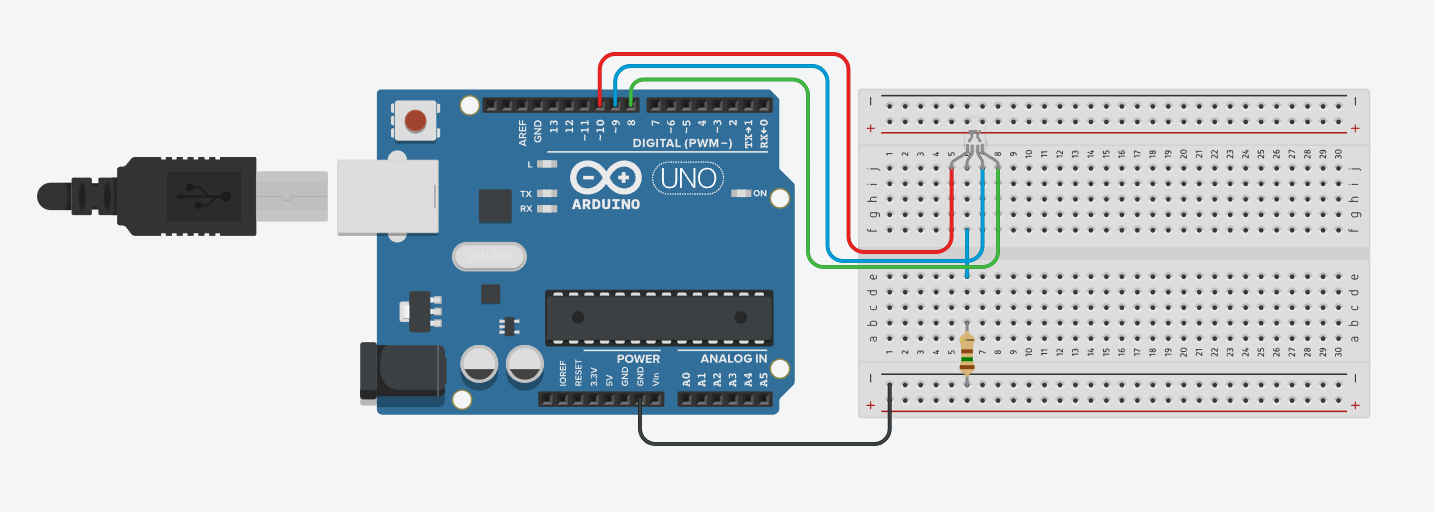 AREF
GND
13
12
~11
~10
~9
8
7
~6
~5
4
~3
2
TX→1
RX←0
DIGITAL (PWM~)
L
TX
RX
ARDUINO
UNO
ON
POWER
ANALOG IN
IOREF
RESET
3.3V
5V
GND
GND
Vin
A0
A1
A2
A3
A4
A5
− −
+ +
1 2 3 4 5 6 7 8 9 10 11 12 13 14 15 16 17 18 19 20 21 22 23 24 25 26 27 28 29 30
j j
i i
h h
g g
f f
e e
d d
c c
b b
a a
1 2 3 4 5 6 7 8 9 10 11 12 13 14 15 16 17 18 19 20 21 22 23 24 25 26 27 28 29 30
− −
+ +